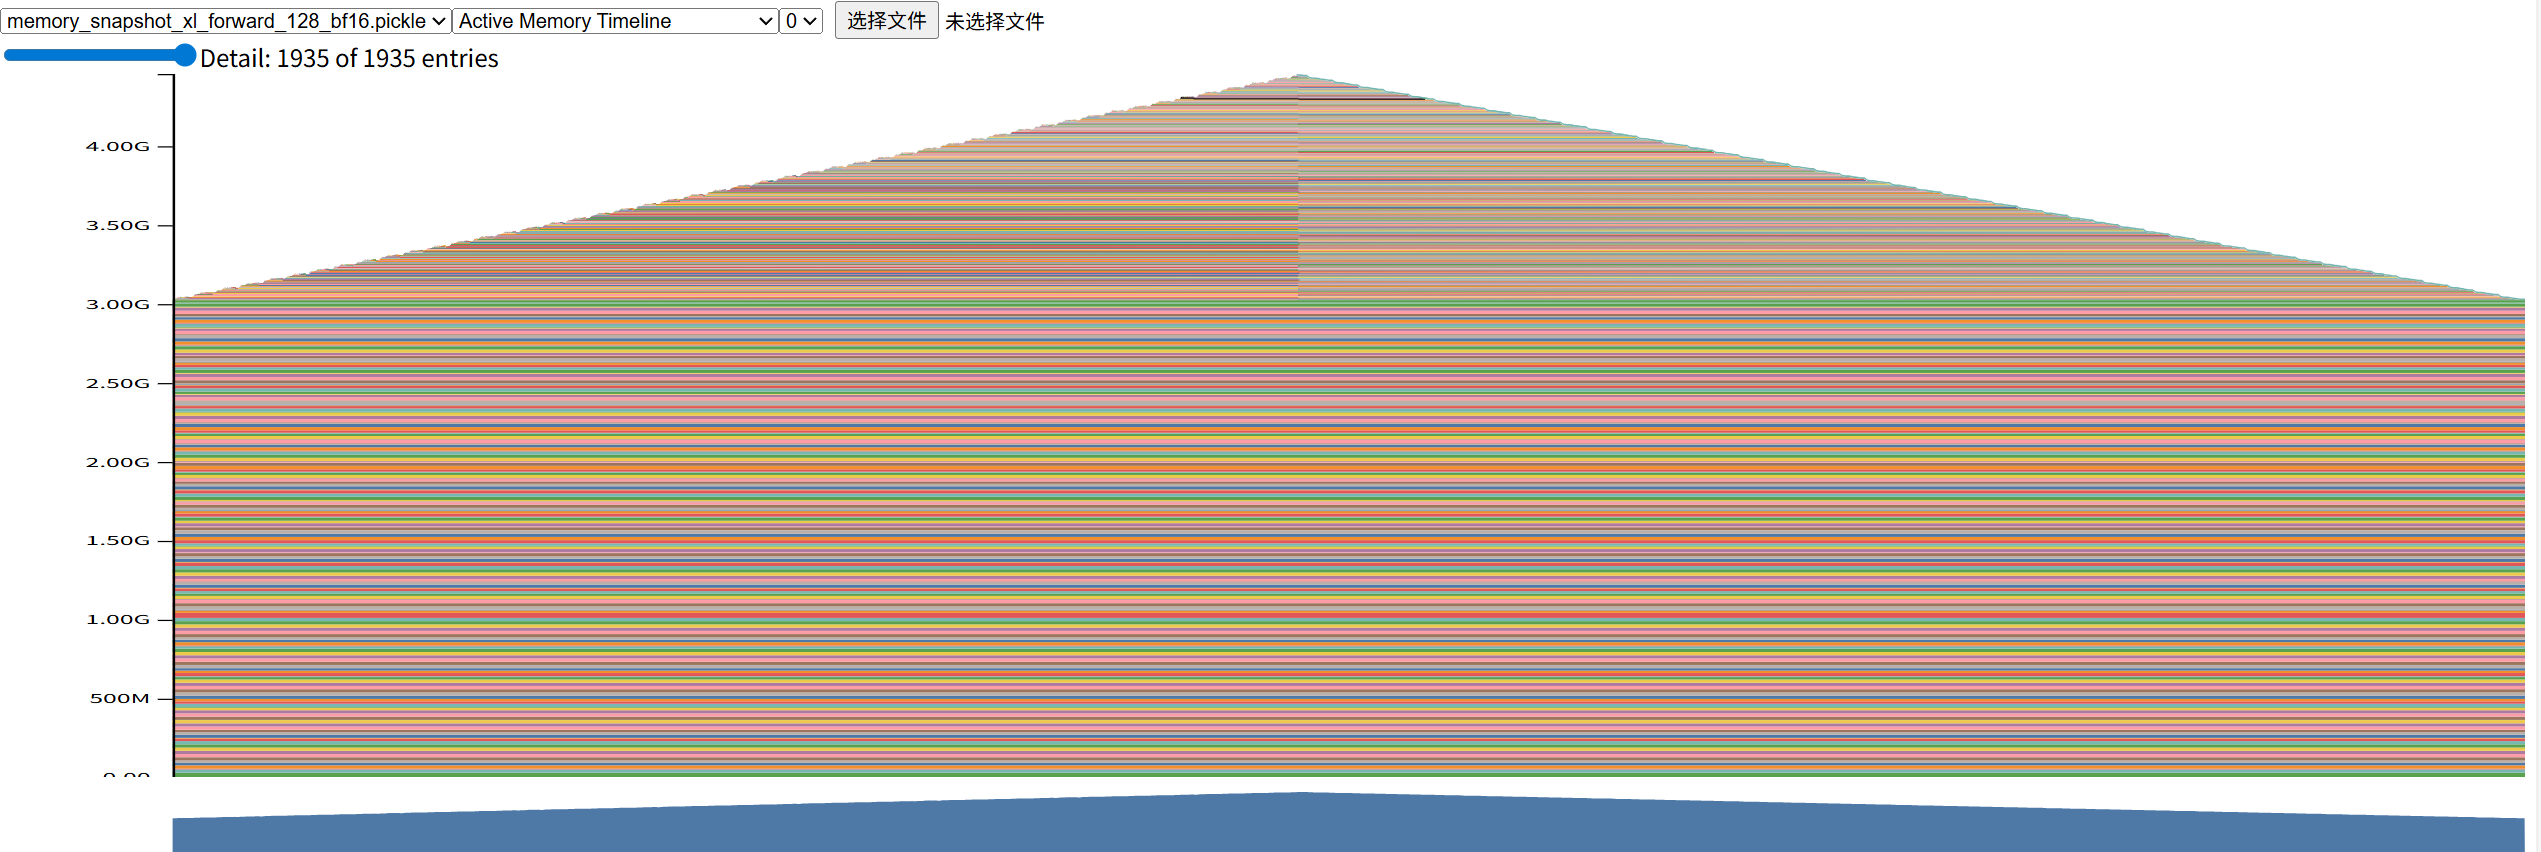 memory_snapshot_xl_forward_128_bf16.pickle Active Memory Timeline 0 选择文件 未选择文件
Detail: 1935 of 1935 entries
4.00G
3.50G
3.00G
2.50G
2.00G
1.50G
1.00G
500M